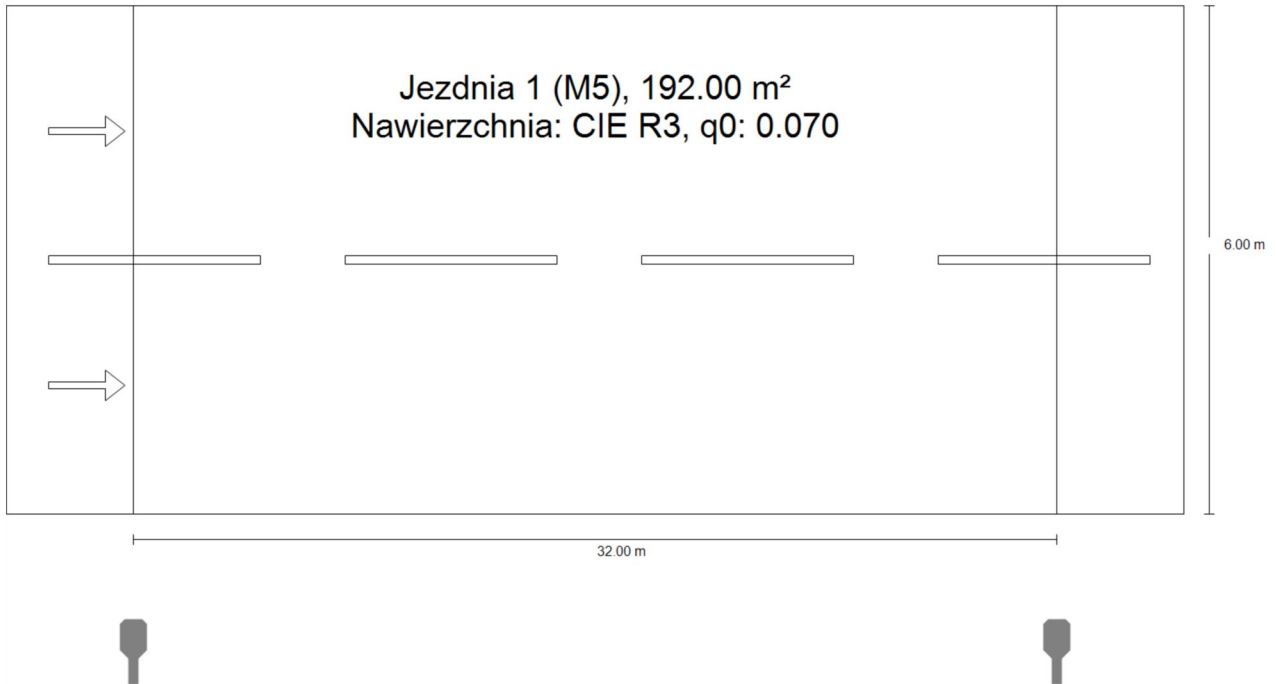 Jezdnia 1 (M5), 192.00 m²
Nawierzchnia: CIE R3, q0: 0.070
6.00 m
32.00 m